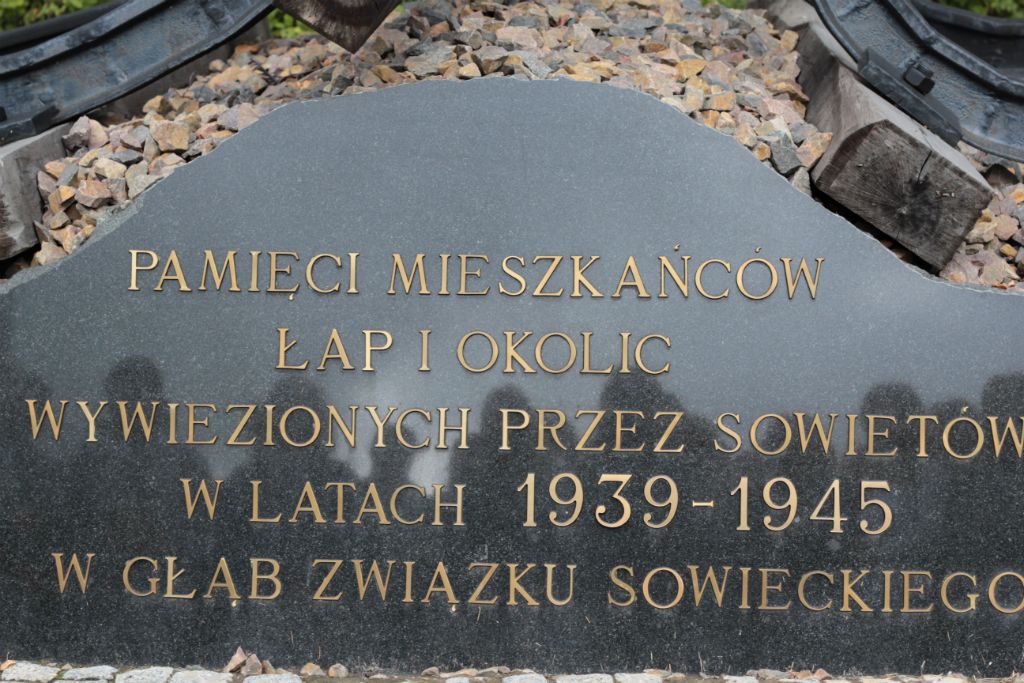 PAMIĘCI MIESZKAŃCÓW
ŁAP I OKOLIC
WYWIEZIONYCH PRZEZ SOWIETÓW
W LATACH 1939-1945
W GŁĄB ZWIĄZKU SOWIECKIEGO